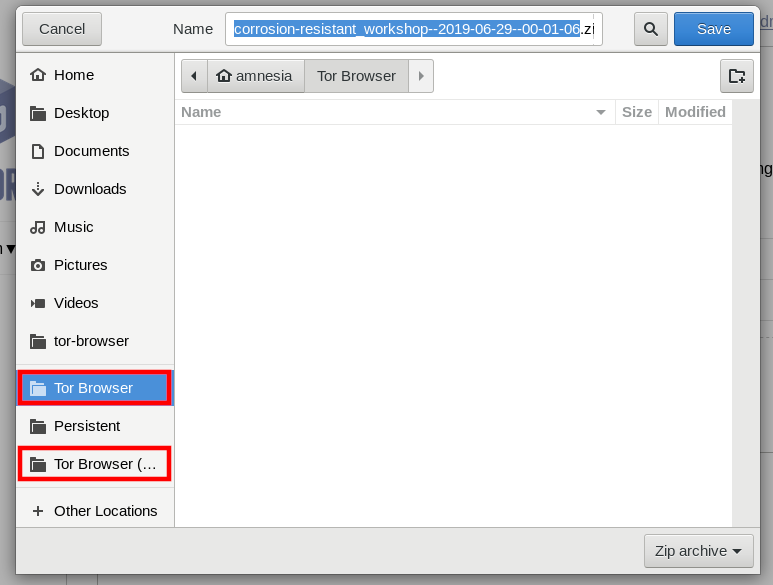 Cancel
Name
corrosion-resistant_workshop--2019-06-29--00-01-06.zi
Save
Home
Desktop
Documents
Downloads
Music
Pictures
Videos
tor-browser
Tor Browser
Persistent
Tor Browser (...
Other Locations
amnesia
Tor Browser
Name
Size
Modified
Zip archive